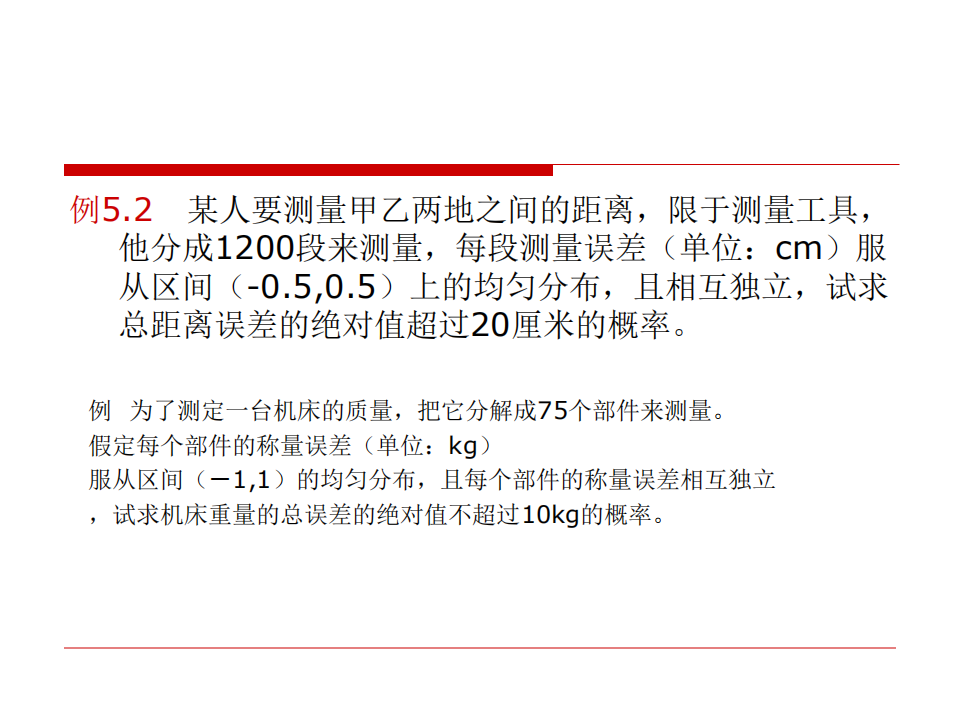 例5.2 某人要测量甲乙两地之间的距离，限于测量工具，
他分成1200段来测量，每段测量误差（单位：cm）服
从区间（-0.5,0.5）上的均匀分布，且相互独立，试求
总距离误差的绝对值超过20厘米的概率。
例 为了测定一台机床的质量，把它分解成75个部件来测量。
假定每个部件的称量误差（单位：kg）
服从区间（－1,1）的均匀分布，且每个部件的称量误差相互独立
，试求机床重量的总误差的绝对值不超过10kg的概率。